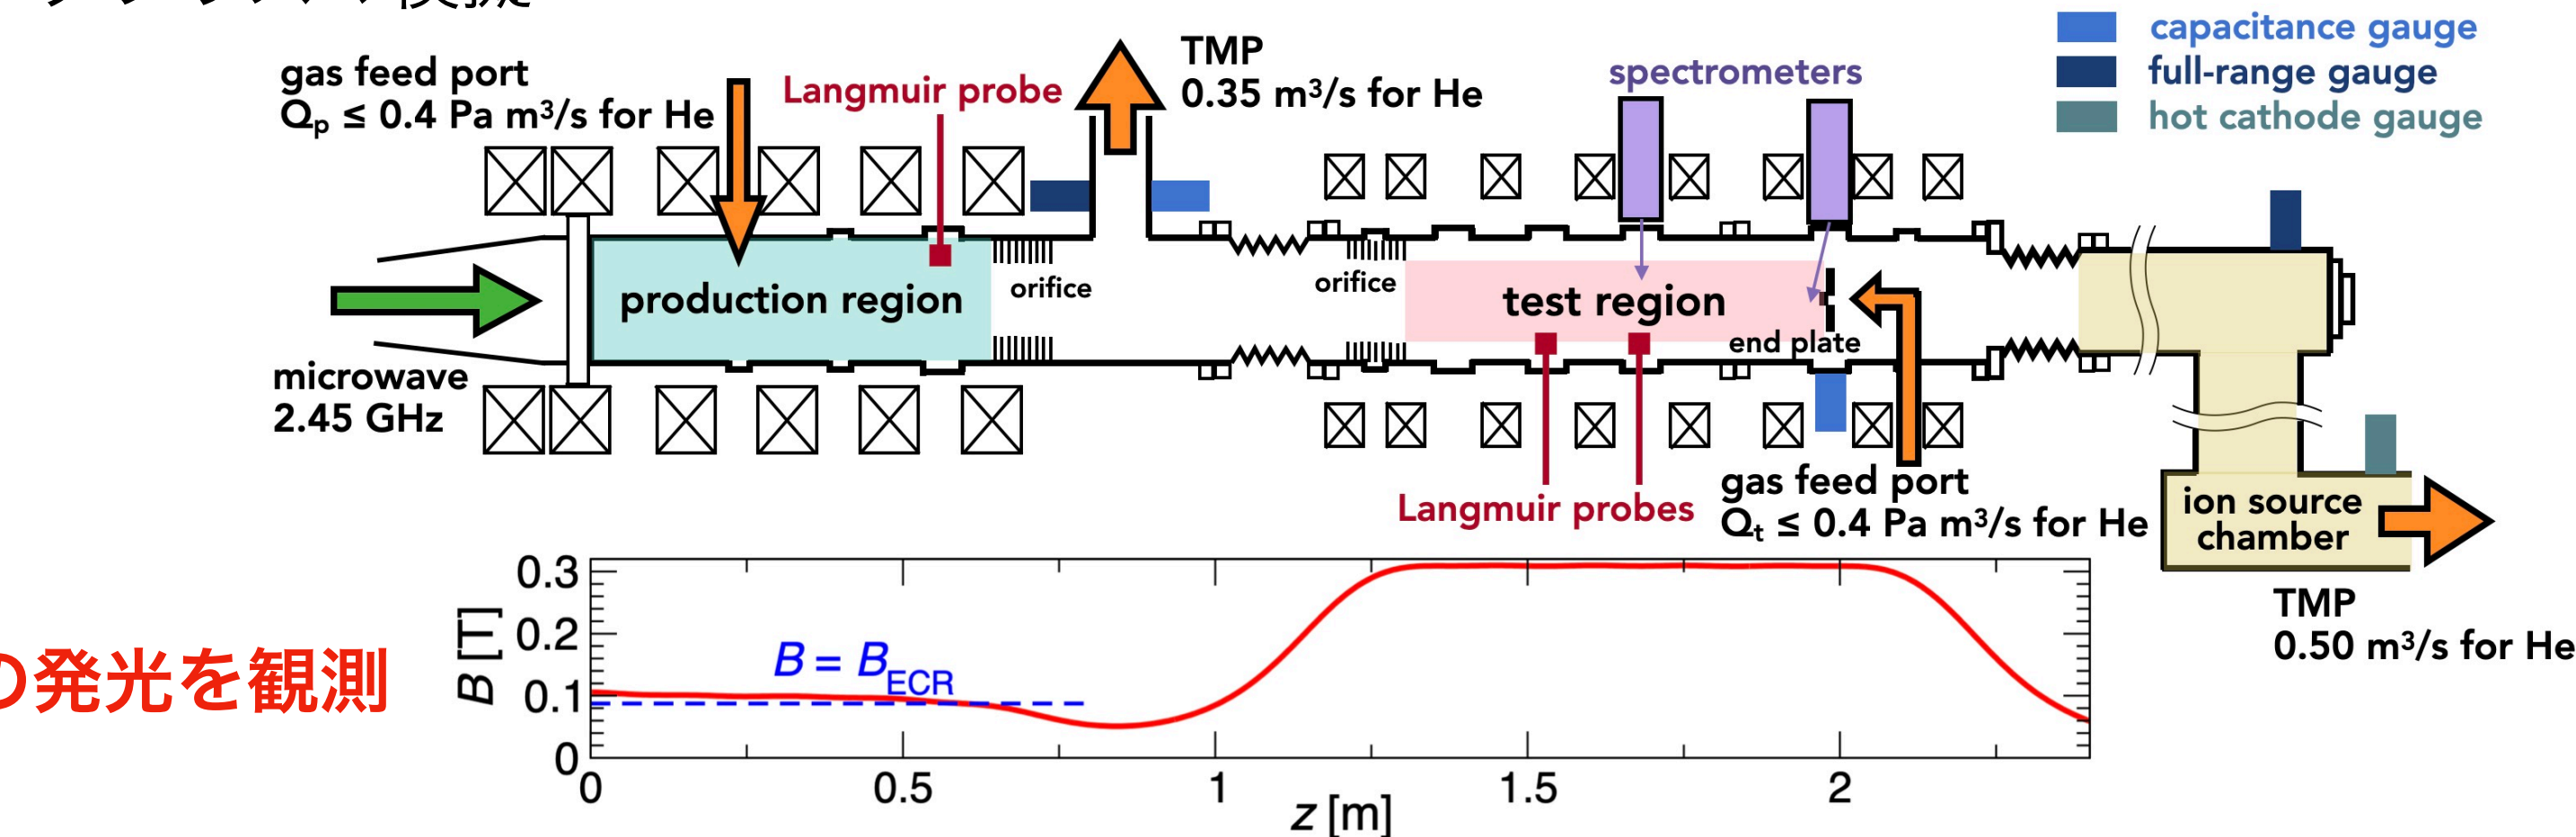 gas feed port
Qp ≤ 0.4 Pa m³/s for He
Langmuir probe
TMP
0.35 m³/s for He
spectrometers
capacitance gauge
full-range gauge
hot cathode gauge
production region
orifice
orifice
test region
end plate
microwave
2.45 GHz
Langmuir probes
gas feed port
Qt ≤ 0.4 Pa m³/s for He
ion source
chamber
TMP
0.50 m³/s for He
の発光を観測
B [T]
0.3
0.2
0.1
0
B = BECR
0 0.5 1 1.5 2
z [m]